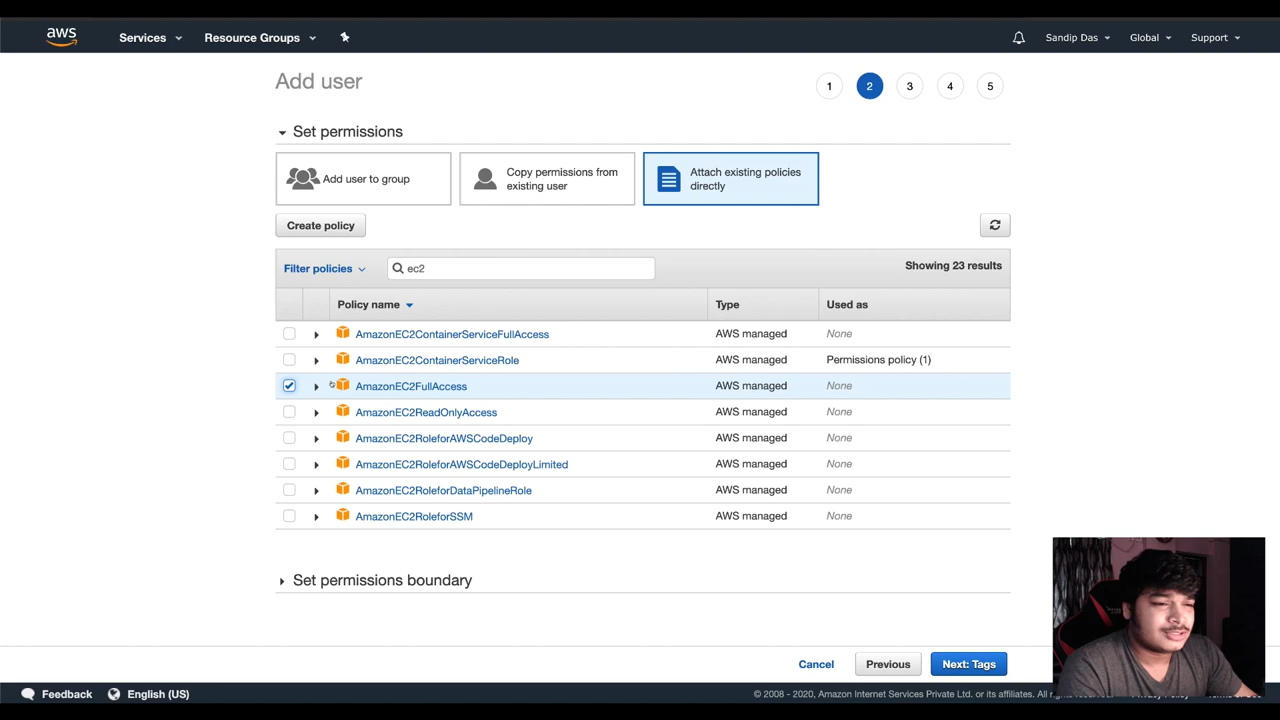 aws Services Resource Groups Sandip Das Global Support
Add user 1 2 3 4 5
Set permissions
Add user to group
Copy permissions from
existing user
Attach existing policies
directly
Create policy
Filter policies ec2 Showing 23 results
Policy name Type Used as
AmazonEC2ContainerServiceFullAccess AWS managed None
AmazonEC2ContainerServiceRole AWS managed Permissions policy (1)
AmazonEC2FullAccess AWS managed None
AmazonEC2ReadOnlyAccess AWS managed None
AmazonEC2RoleforAWSCodeDeploy AWS managed None
AmazonEC2RoleforAWSCodeDeployLimited AWS managed None
AmazonEC2RoleforDataPipelineRole AWS managed None
AmazonEC2RoleforSSM AWS managed None
Set permissions boundary
Cancel Previous Next: Tags
Feedback English (US) © 2008 - 2020, Amazon Internet Services Private Ltd. or its affiliates. All